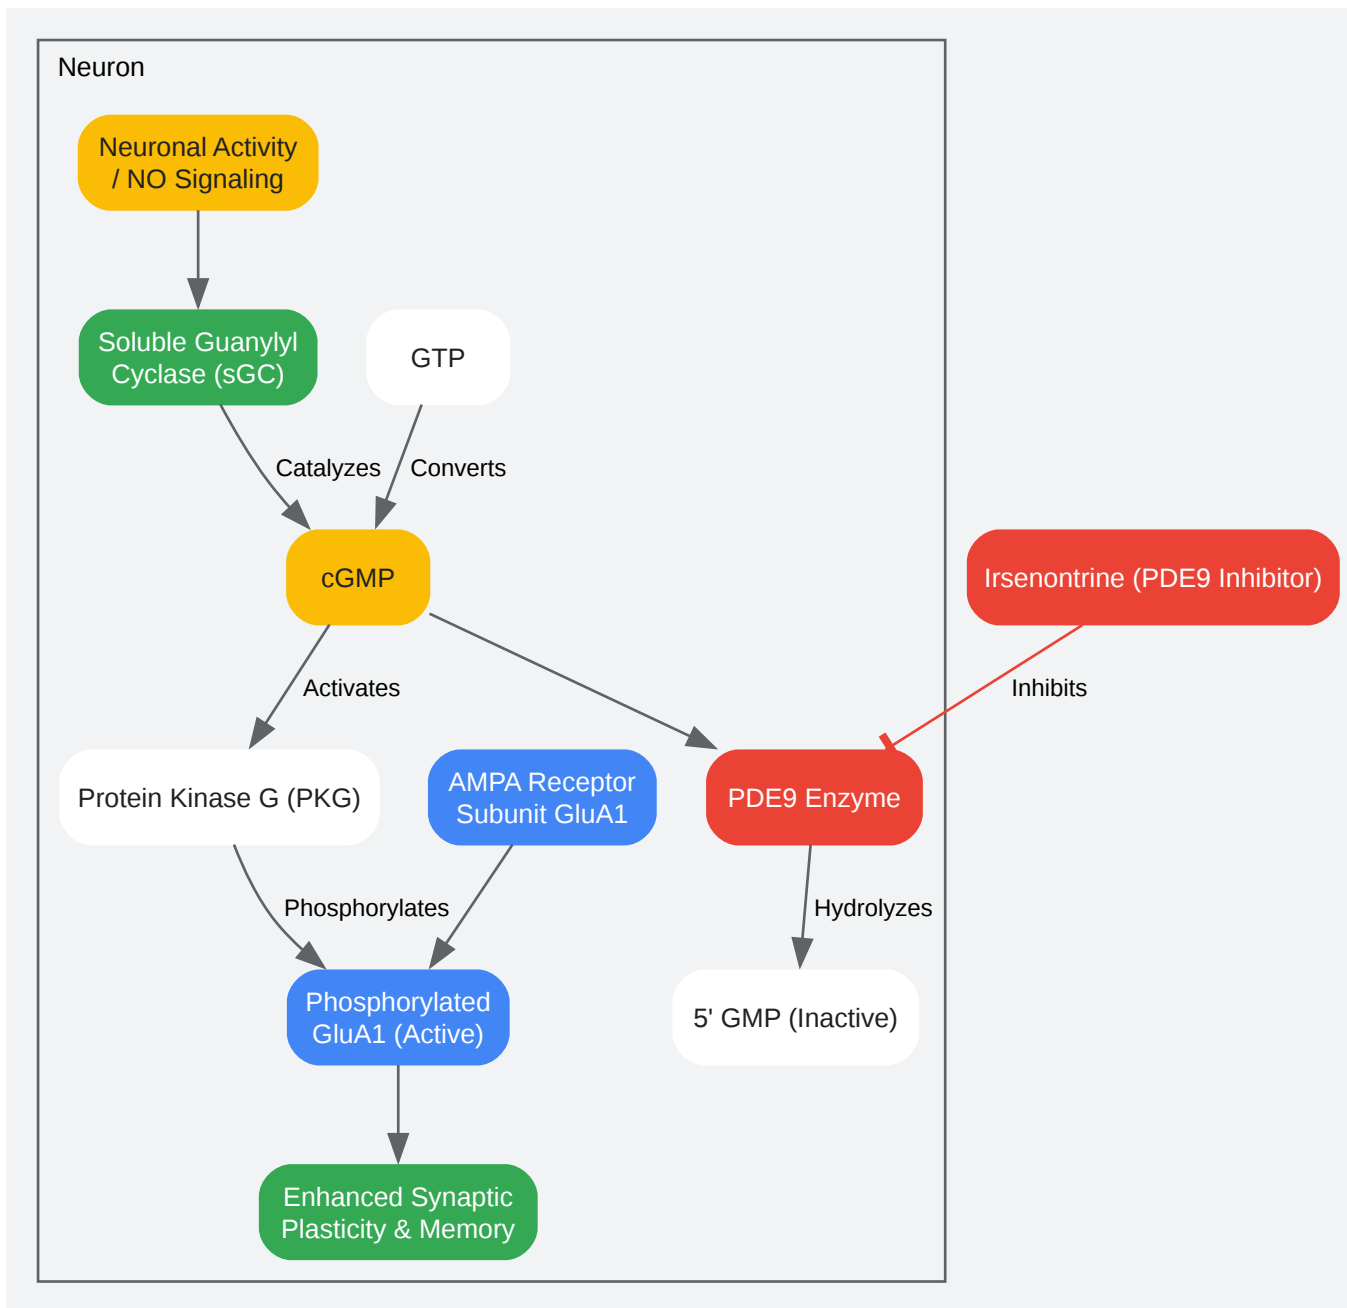 Neuron
Neuronal Activity
/ NO Signaling
Soluble Guanylyl
Cyclase (sGC)
GTP
Catalyzes
Converts
cGMP
Irsenontrine (PDE9 Inhibitor)
Activates
Inhibits
Protein Kinase G (PKG)
AMPA Receptor
Subunit GluA1
PDE9 Enzyme
Phosphorylates
Hydrolyzes
Phosphorylated
GluA1 (Active)
5' GMP (Inactive)
Enhanced Synaptic
Plasticity & Memory